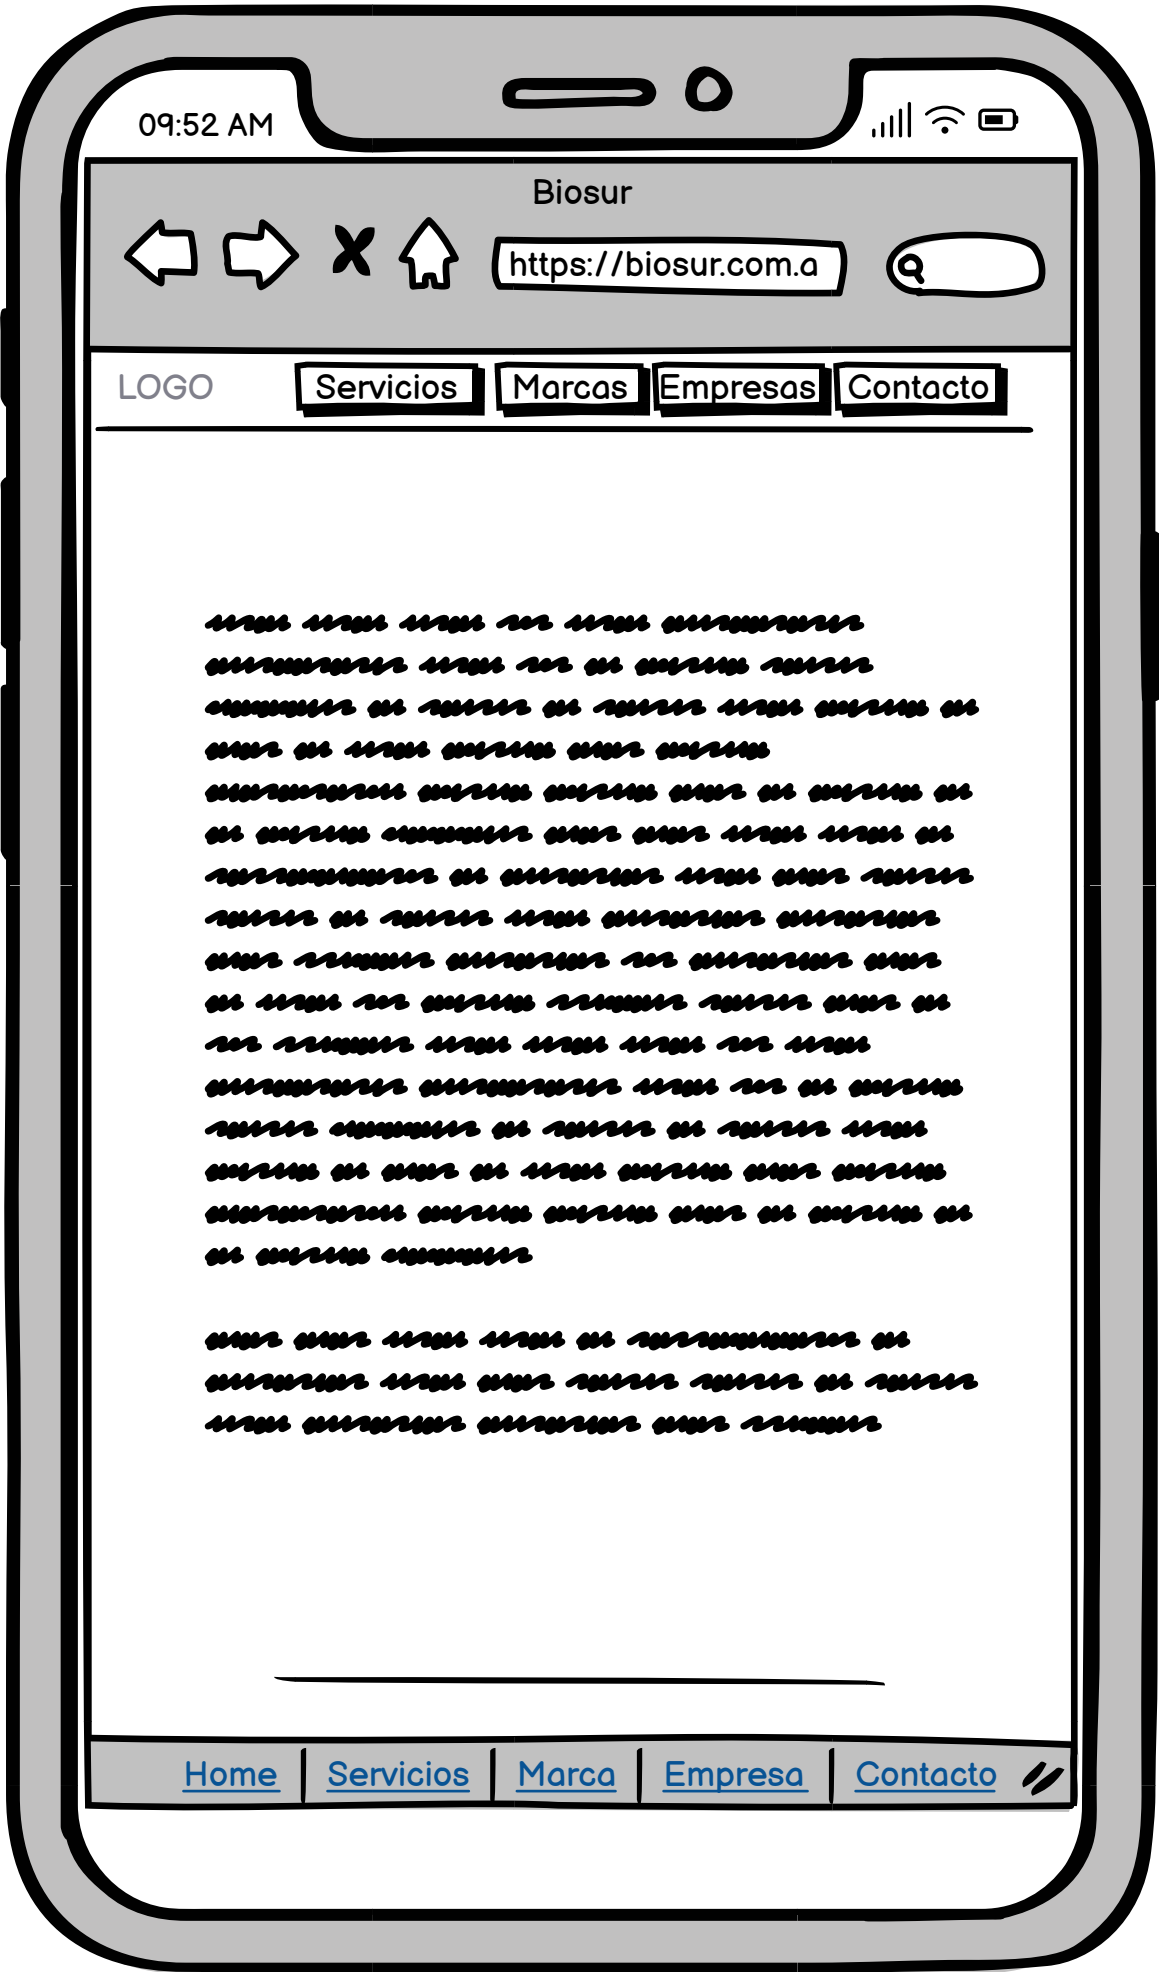 09:52 AM
Biosur
https://biosur.com.a
LOGO Servicios Marcas Empresas Contacto
Home Servicios Marca Empresa Contacto